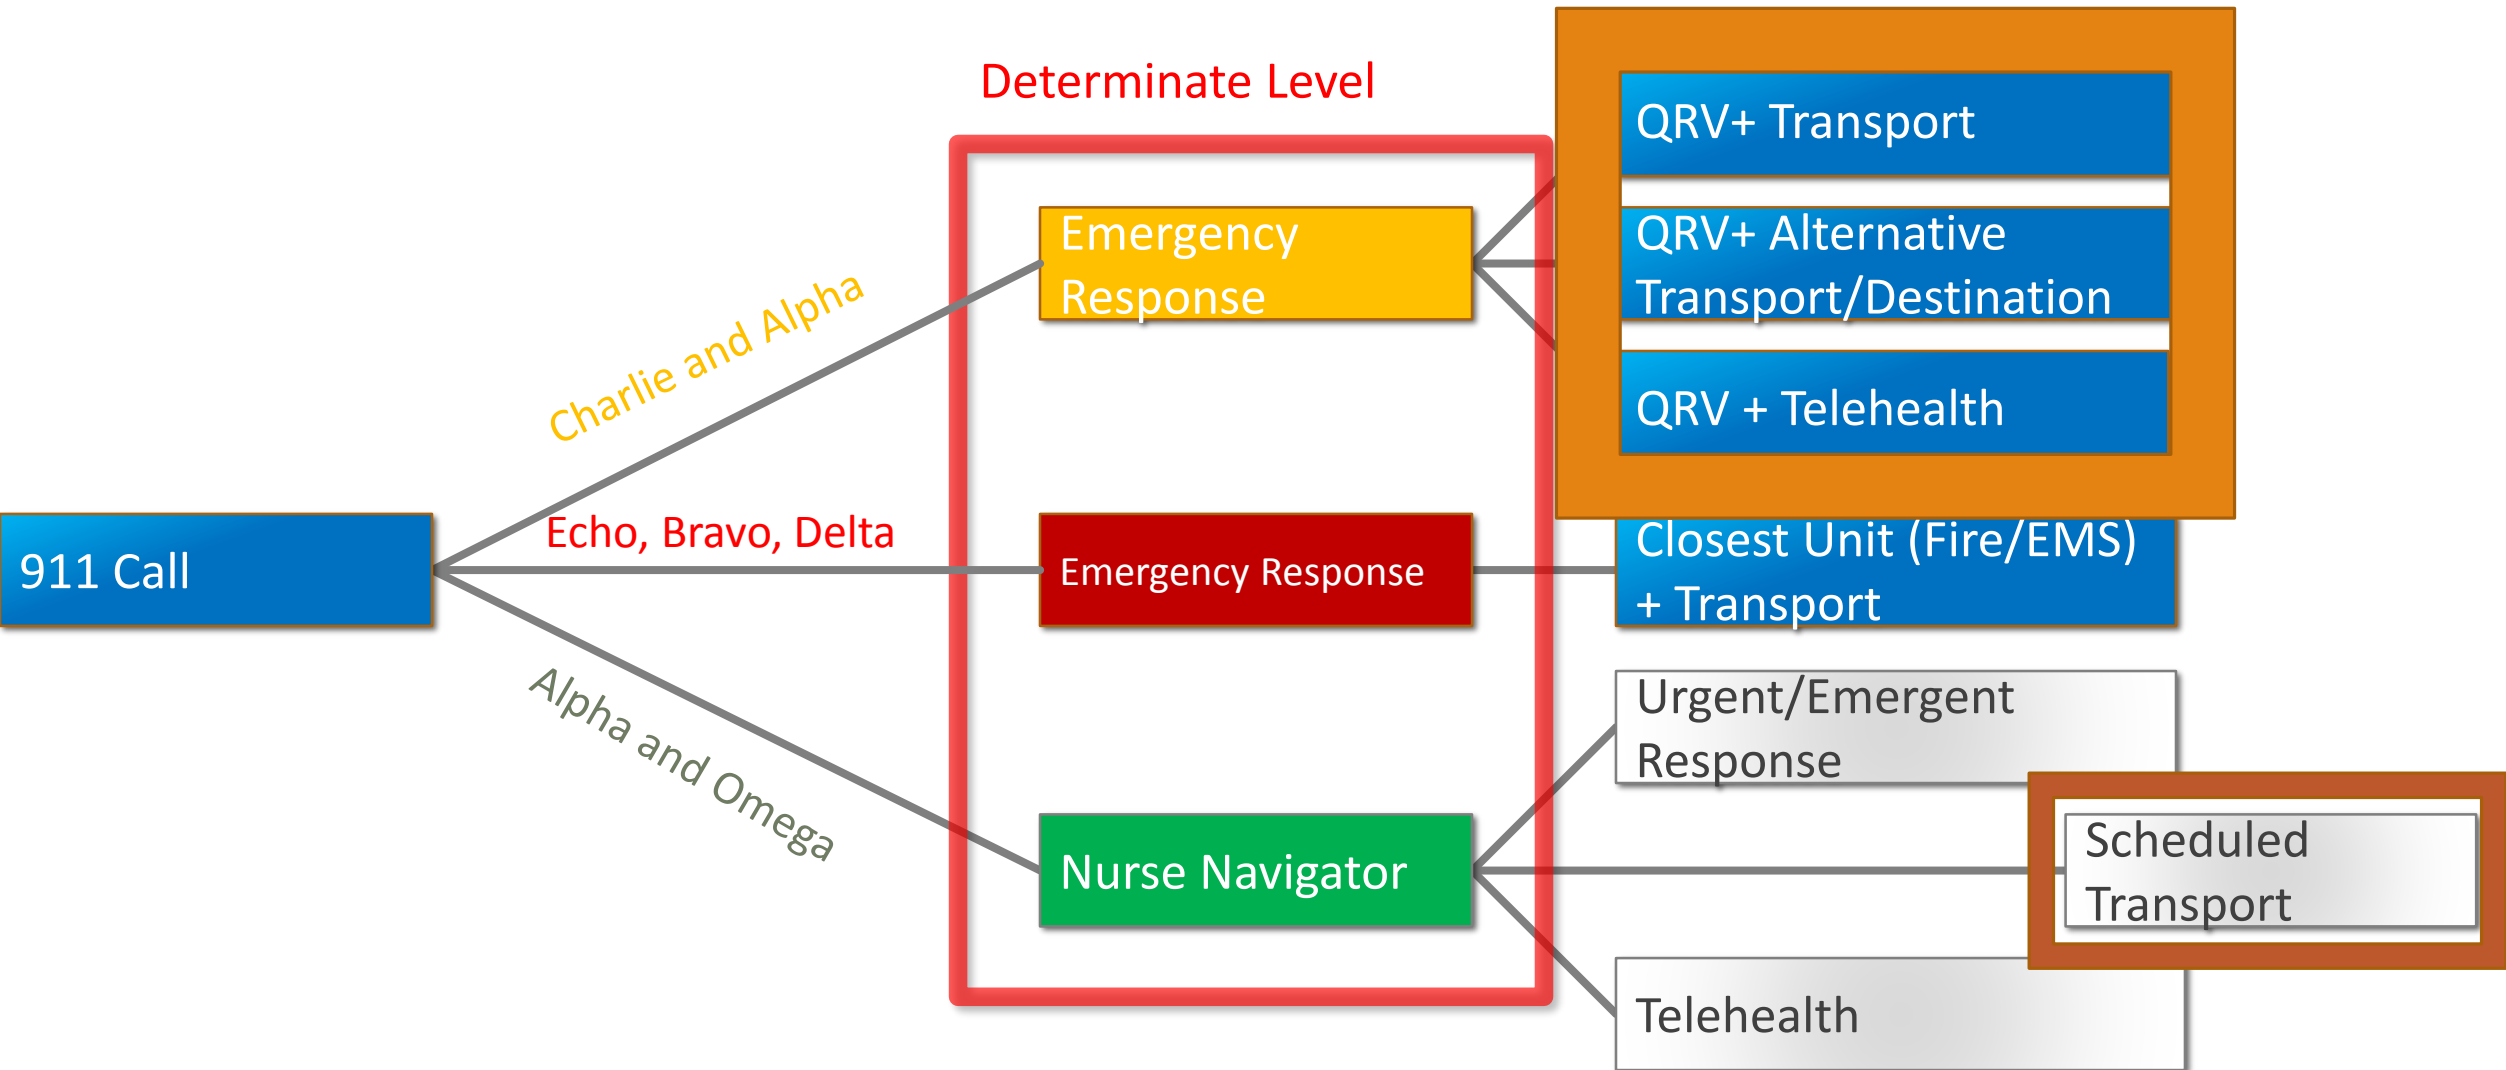 Determinate Level
QRV+ Transport
Emergency
Response
QRV+ Alternative
Transport/Destination
Charlie and Alpha
QRV + Telehealth
911 Call
Echo, Bravo, Delta
Emergency Response
Closest Unit (Fire/EMS)
+ Transport
Alpha and Omega
Urgent/Emergent
Response
Nurse Navigator
Scheduled
Transport
Telehealth